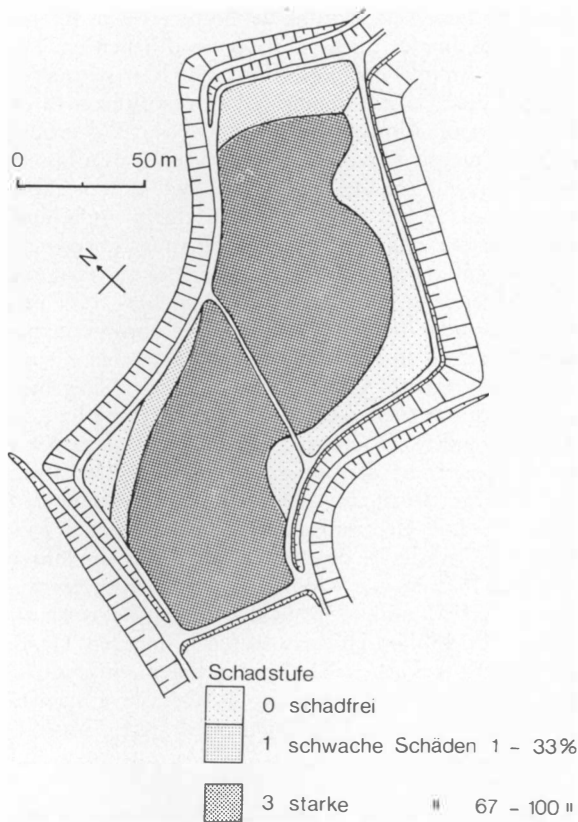 0 50 m
N
Schadstufe
0 schadfrei
1 schwache Schäden 1 – 33 %
3 starke " 67 – 100 "